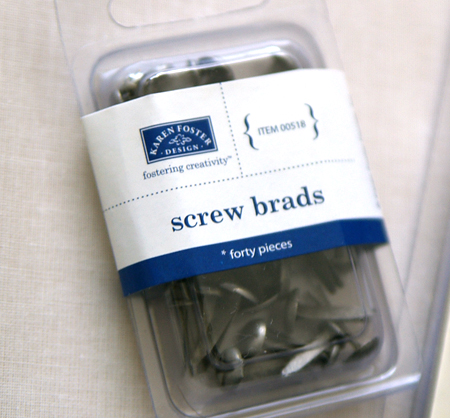 KAREN FOSTER
· DESIGN ·
fostering creativity™
{ ITEM 00518 }
screw brads
* forty pieces